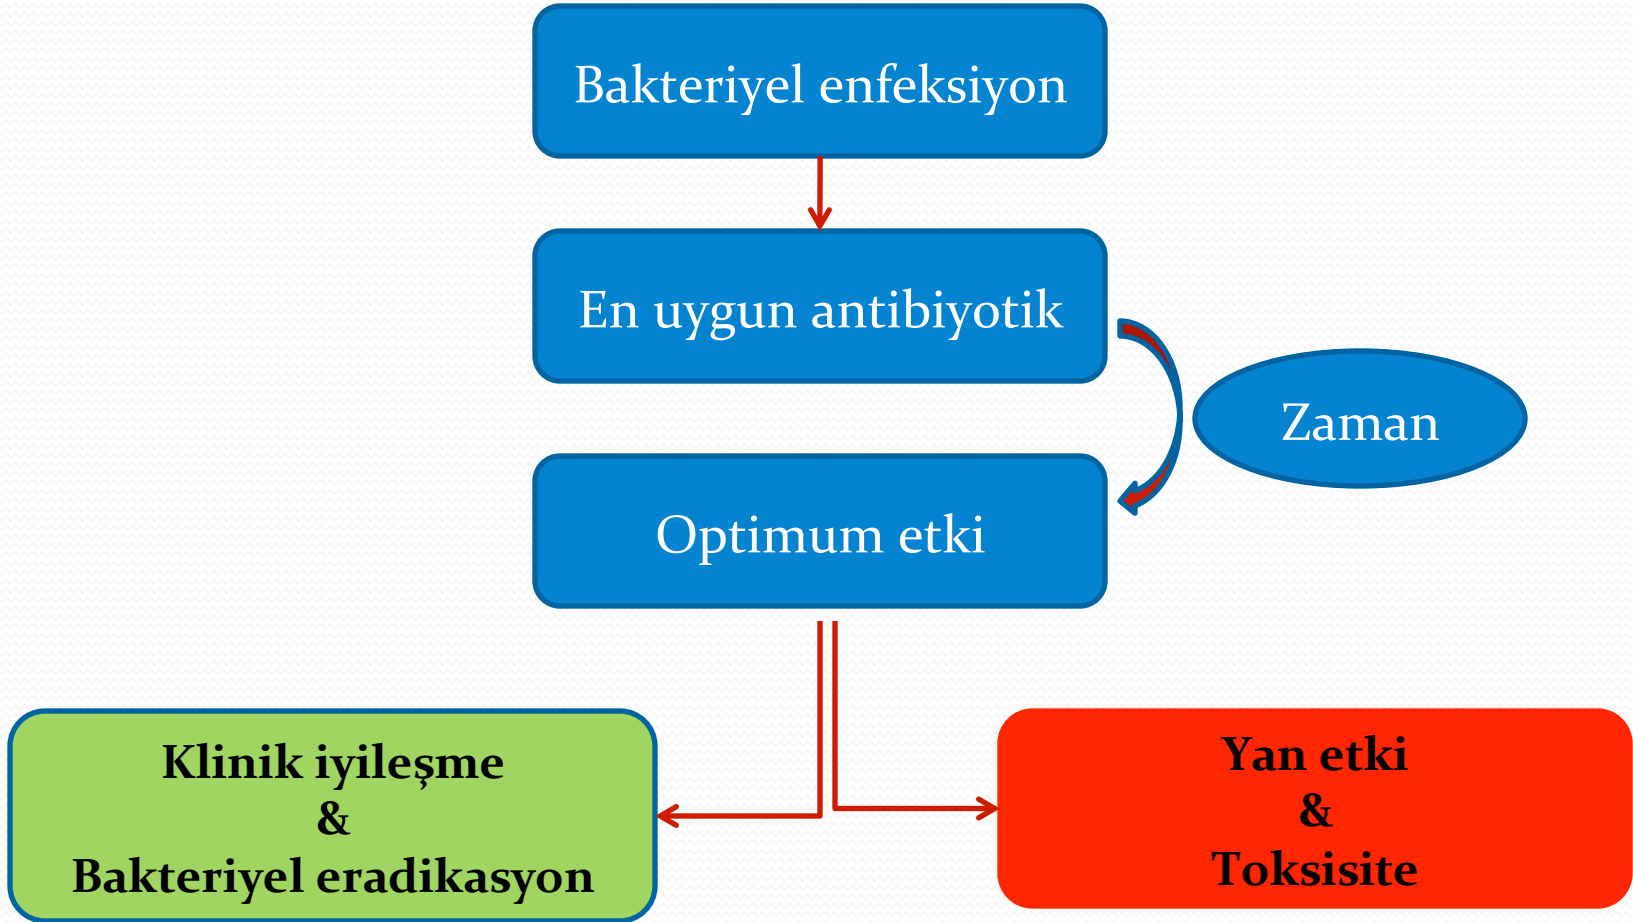 Bakteriyel enfeksiyon
En uygun antibiyotik
Zaman
Optimum etki
Klinik iyileşme
&
Bakteriyel eradikasyon
Yan etki
&
Toksisite